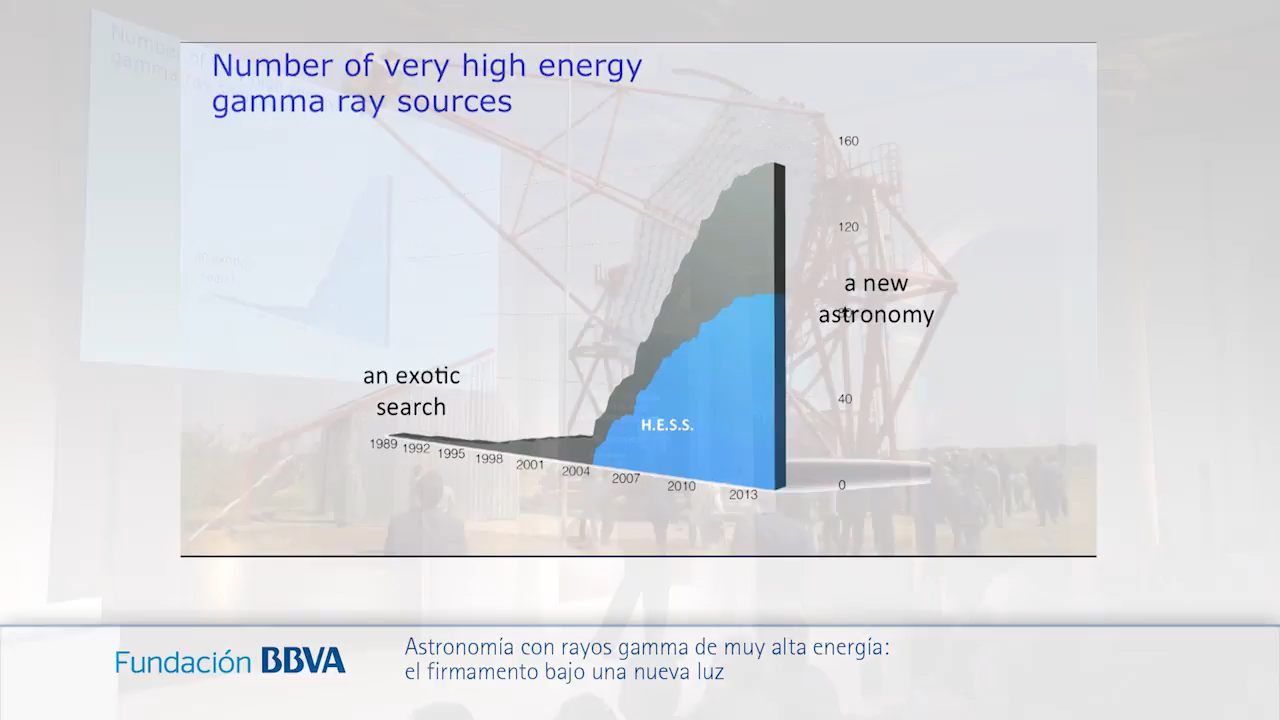 Number of very high energy
gamma ray sources
160
120
a new
astronomy
an exotic
search
40
H.E.S.S.
1989 1992 1995 1998 2001 2004 2007 2010 2013
0
Fundación BBVA
Astronomía con rayos gamma de muy alta energía:
el firmamento bajo una nueva luz